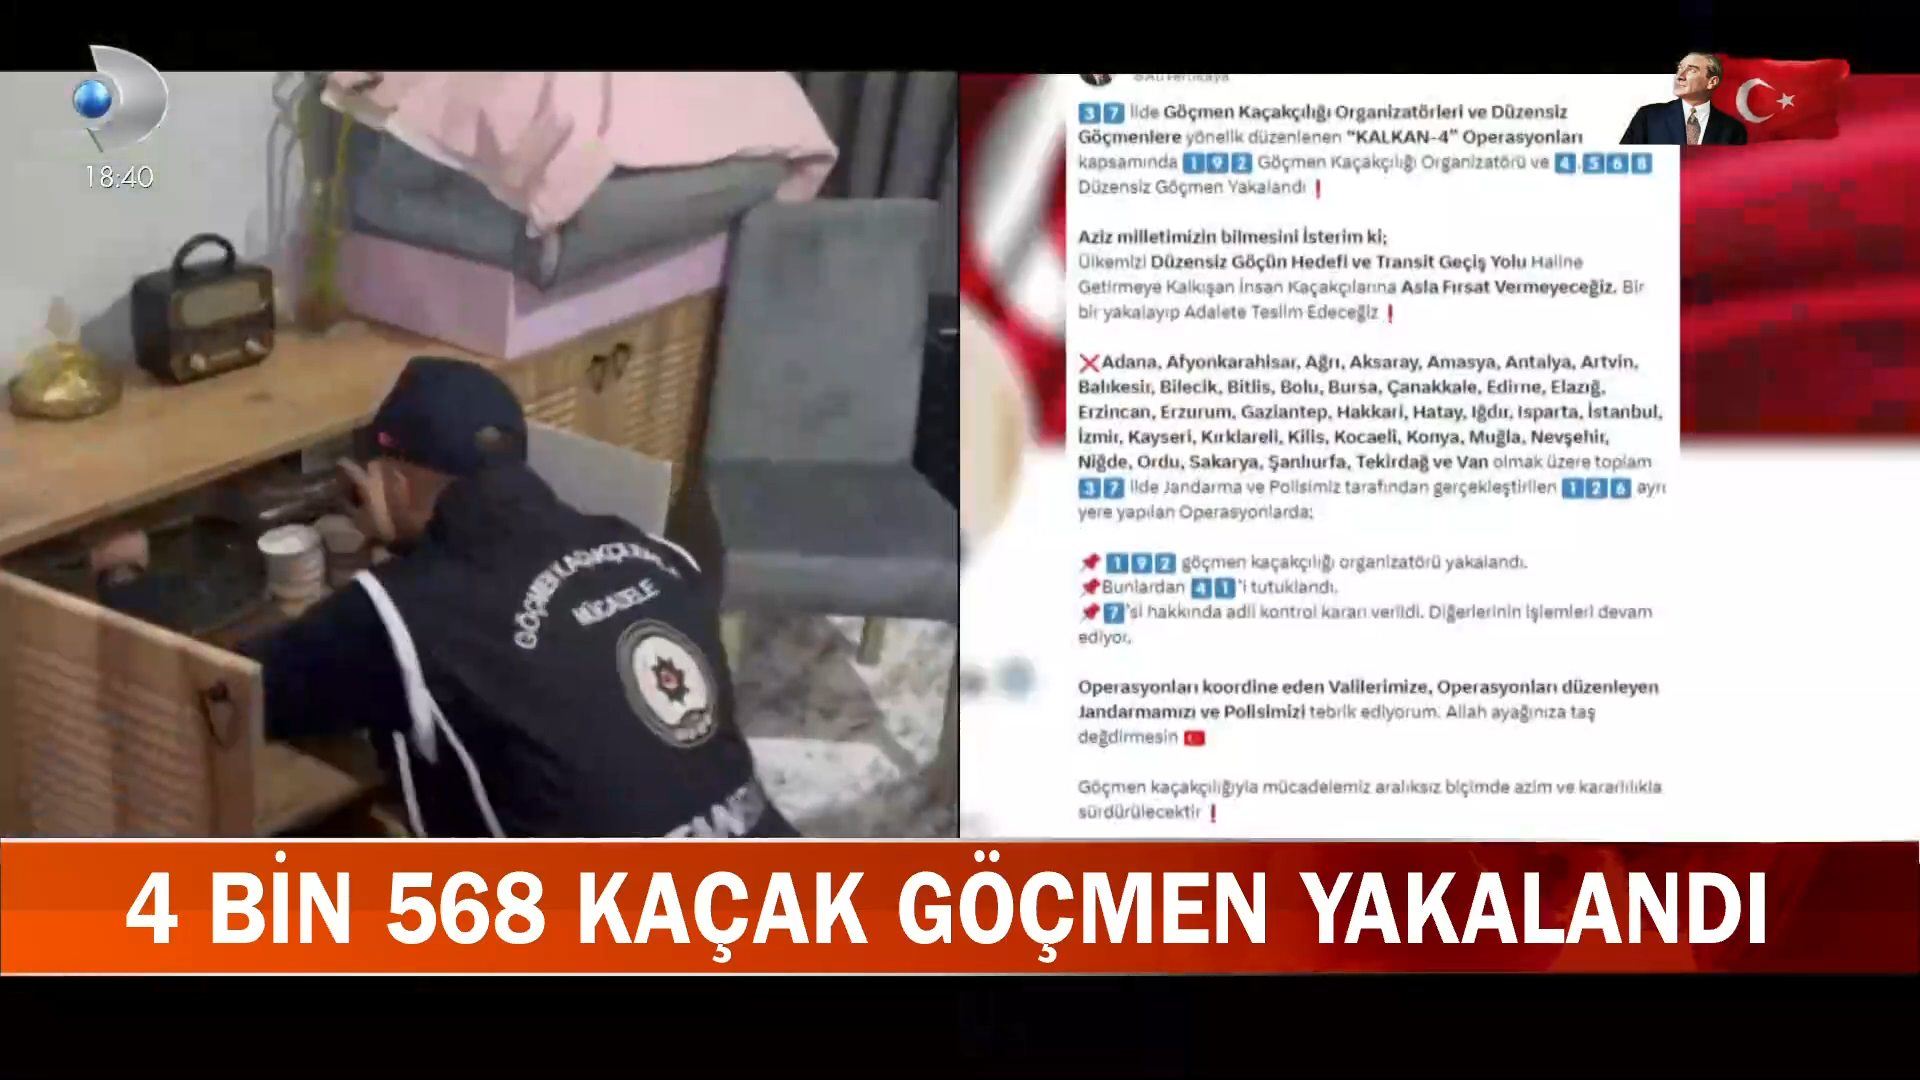 18:40
@AliYerlikaya
37 İlde Göçmen Kaçakçılığı Organizatörleri ve Düzensiz
Göçmenlere yönelik düzenlenen “KALKAN-4” Operasyonları
kapsamında 192 Göçmen Kaçakçılığı Organizatörü ve 4.568
Düzensiz Göçmen Yakalandı❗
Aziz milletimizin bilmesini İsterim ki;
Ülkemizi Düzensiz Göçün Hedefi ve Transit Geçiş Yolu Haline
Getirmeye Kalkışan İnsan Kaçakçılarına Asla Fırsat Vermeyeceğiz. Bir
bir yakalayıp Adalete Teslim Edeceğiz❗
❌Adana, Afyonkarahisar, Ağrı, Aksaray, Amasya, Antalya, Artvin,
Balıkesir, Bilecik, Bitlis, Bolu, Bursa, Çanakkale, Edirne, Elazığ,
Erzincan, Erzurum, Gaziantep, Hakkari, Hatay, Iğdır, Isparta, İstanbul,
İzmir, Kayseri, Kırklareli, Kilis, Kocaeli, Konya, Muğla, Nevşehir,
Niğde, Ordu, Sakarya, Şanlıurfa, Tekirdağ ve Van olmak üzere toplam
37 ilde Jandarma ve Polisimiz tarafından gerçekleştirilen 126 ayrı
yere yapılan Operasyonlarda;
📌192 göçmen kaçakçılığı organizatörü yakalandı.
📌Bunlardan 41'i tutuklandı.
📌7'si hakkında adli kontrol kararı verildi. Diğerlerinin işlemleri devam
ediyor.
Operasyonları koordine eden Valilerimize, Operasyonları düzenleyen
Jandarmamızı ve Polisimizi tebrik ediyorum. Allah ayağınıza taş
değdirmesin 🇹🇷
Göçmen kaçakçılığıyla mücadelemiz aralıksız biçimde azim ve kararlılıkla
sürdürülecektir❗
GÖÇMEN KAÇAKÇILIĞI
MÜCADELE
4 BİN 568 KAÇAK GÖÇMEN YAKALANDI